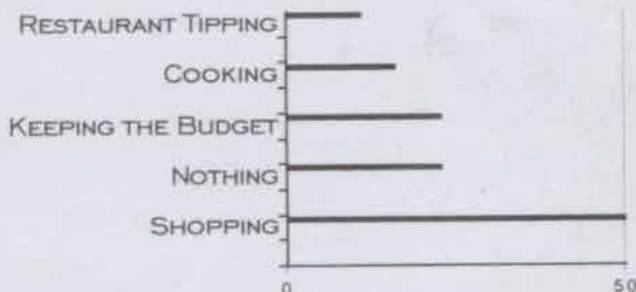 RESTAURANT TIPPING
COOKING
KEEPING THE BUDGET
NOTHING
SHOPPING
0
50